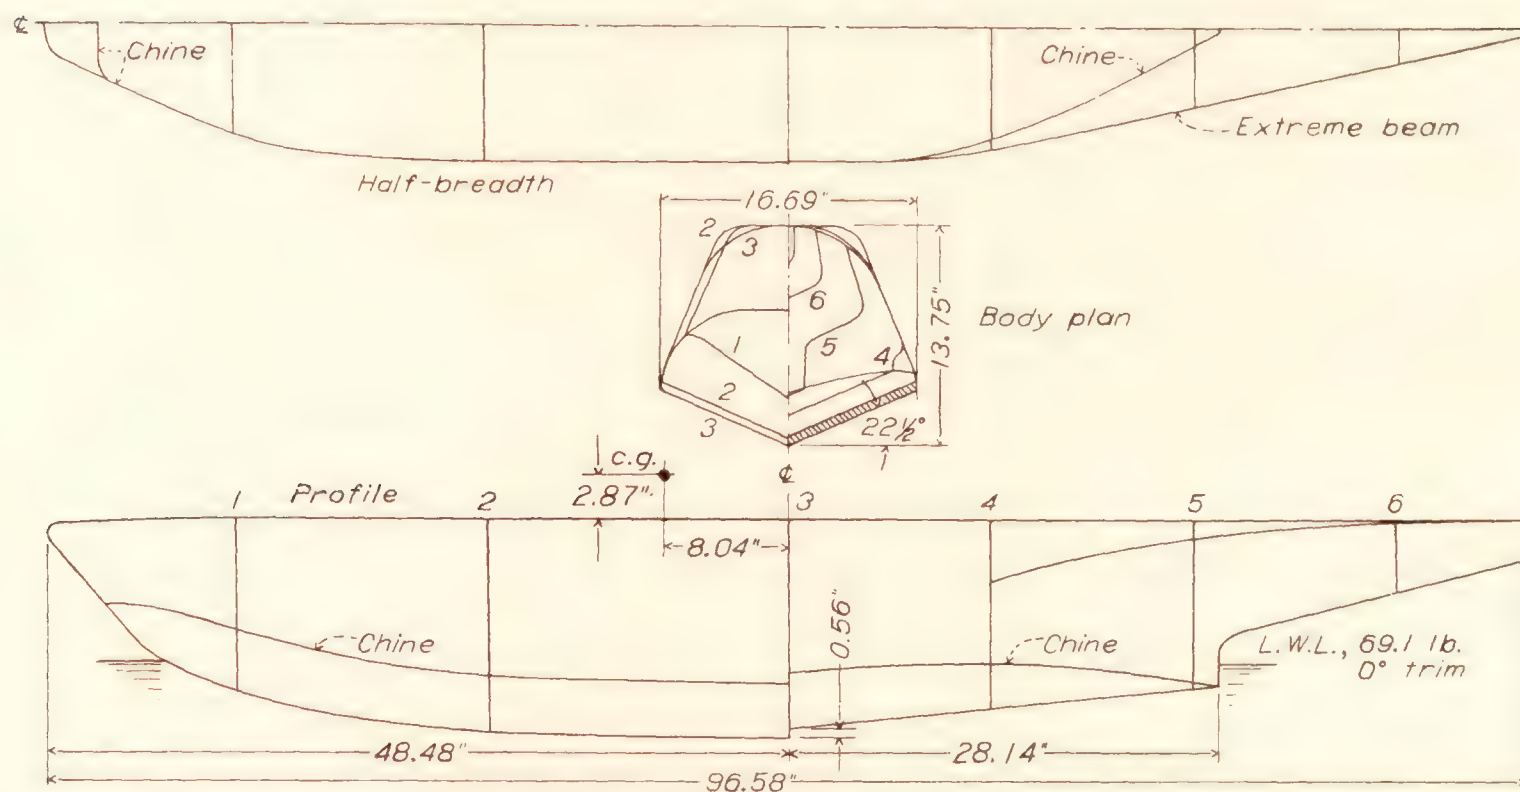 ℄
Chine
Chine
Extreme beam
Half-breadth
16.69"
2
3
6
1
5
4
2
3
22½°
13.75"
Body plan
1
℄
c.g.
2.87"
8.04"
1
Profile
2
3
4
5
6
Chine
0.56"
Chine
L.W.L., 69.1 lb.
0° trim
48.48"
28.14"
96.58"